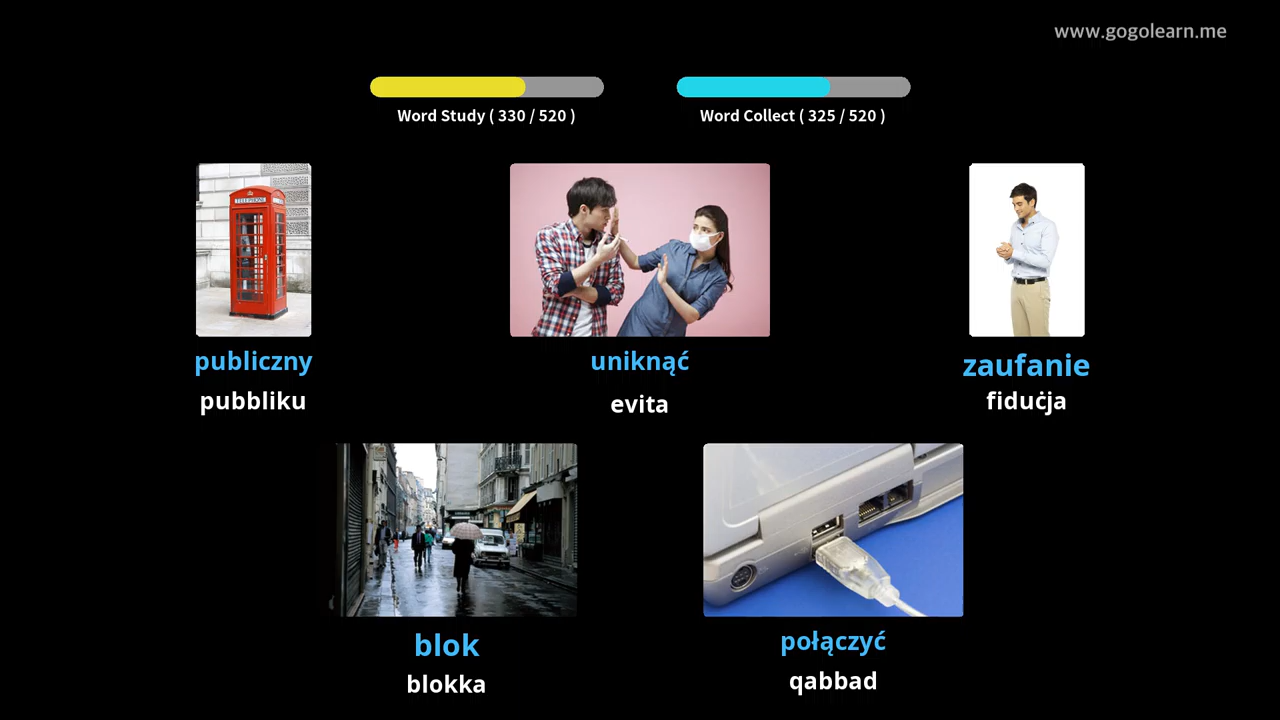 www.gogolearn.me
Word Study ( 330 / 520 )
Word Collect ( 325 / 520 )
TELEPHONE
publiczny
pubbliku
uniknąć
evita
zaufanie
fiduċja
blok
blokka
połączyć
qabbad